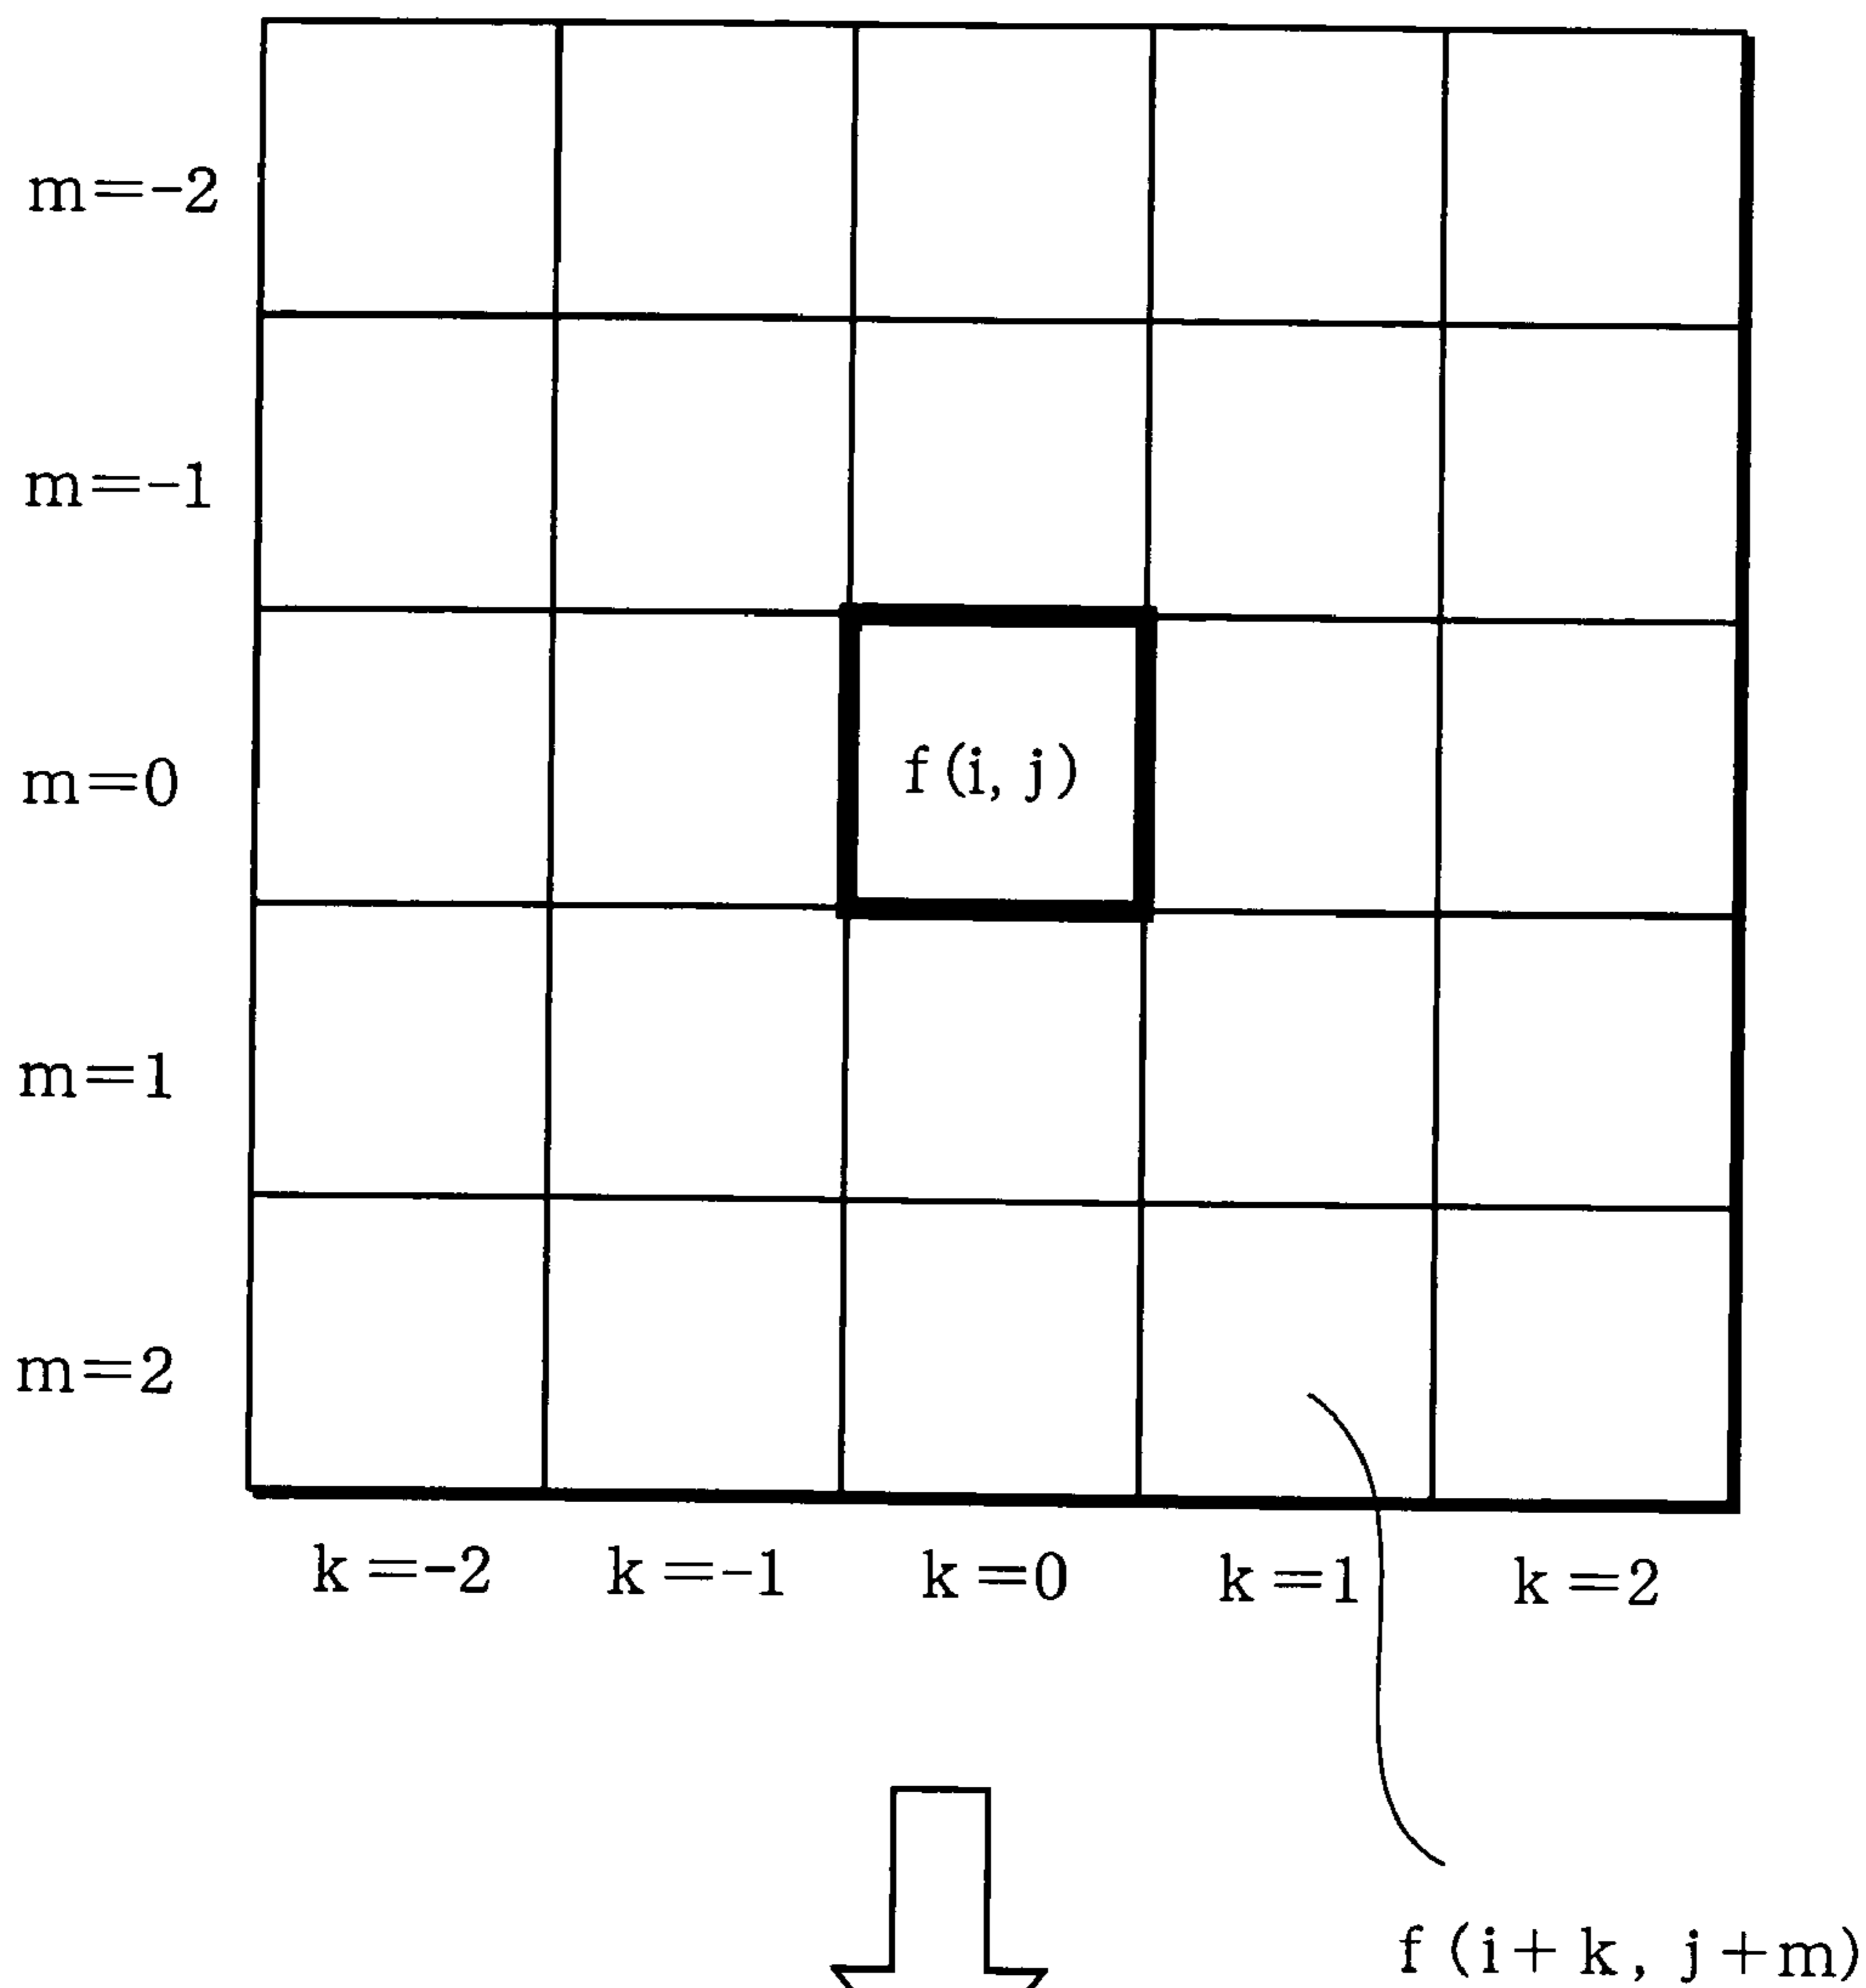 m=-2
m=-1
f(i, j)
m=0
m=1
m=2
k=-2 k=-1 k=0 k=1 k=2
f(i+k, j+m)